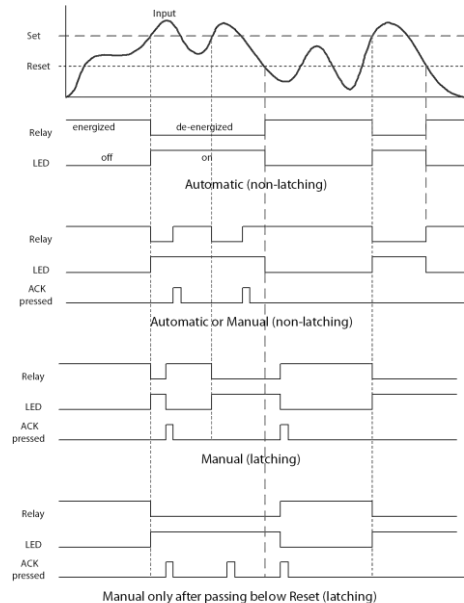 Input
Set
Reset
Relay energized de-energized
LED off on
Automatic (non-latching)
Relay
LED
ACK
pressed
Automatic or Manual (non-latching)
Relay
LED
ACK
pressed
Manual (latching)
Relay
LED
ACK
pressed
Manual only after passing below Reset (latching)